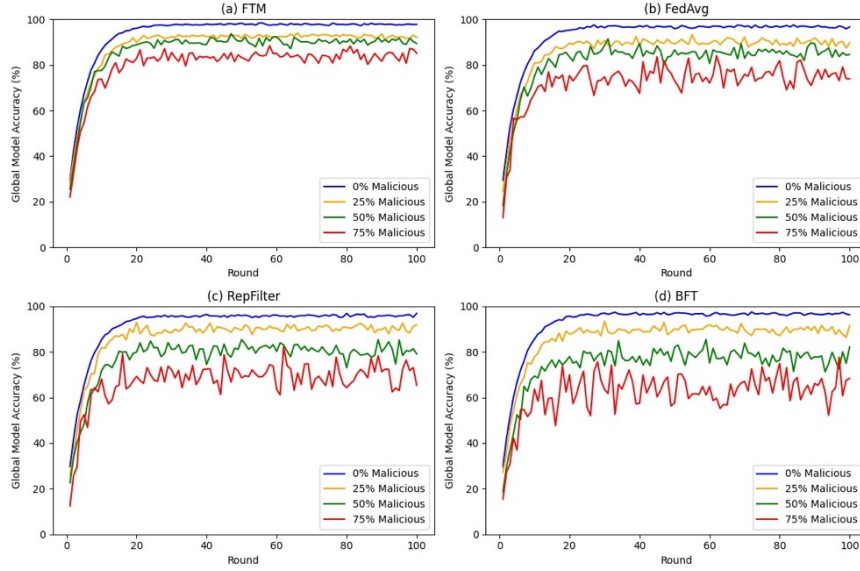 (a) FTM
100
80
60
40
20
0
Global Model Accuracy (%)
0% Malicious
25% Malicious
50% Malicious
75% Malicious
0 20 40 60 80 100
Round
(b) FedAvg
100
80
60
40
20
0
Global Model Accuracy (%)
0% Malicious
25% Malicious
50% Malicious
75% Malicious
0 20 40 60 80 100
Round
(c) RepFilter
100
80
60
40
20
0
Global Model Accuracy (%)
0% Malicious
25% Malicious
50% Malicious
75% Malicious
0 20 40 60 80 100
Round
(d) BFT
100
80
60
40
20
0
Global Model Accuracy (%)
0% Malicious
25% Malicious
50% Malicious
75% Malicious
0 20 40 60 80 100
Round